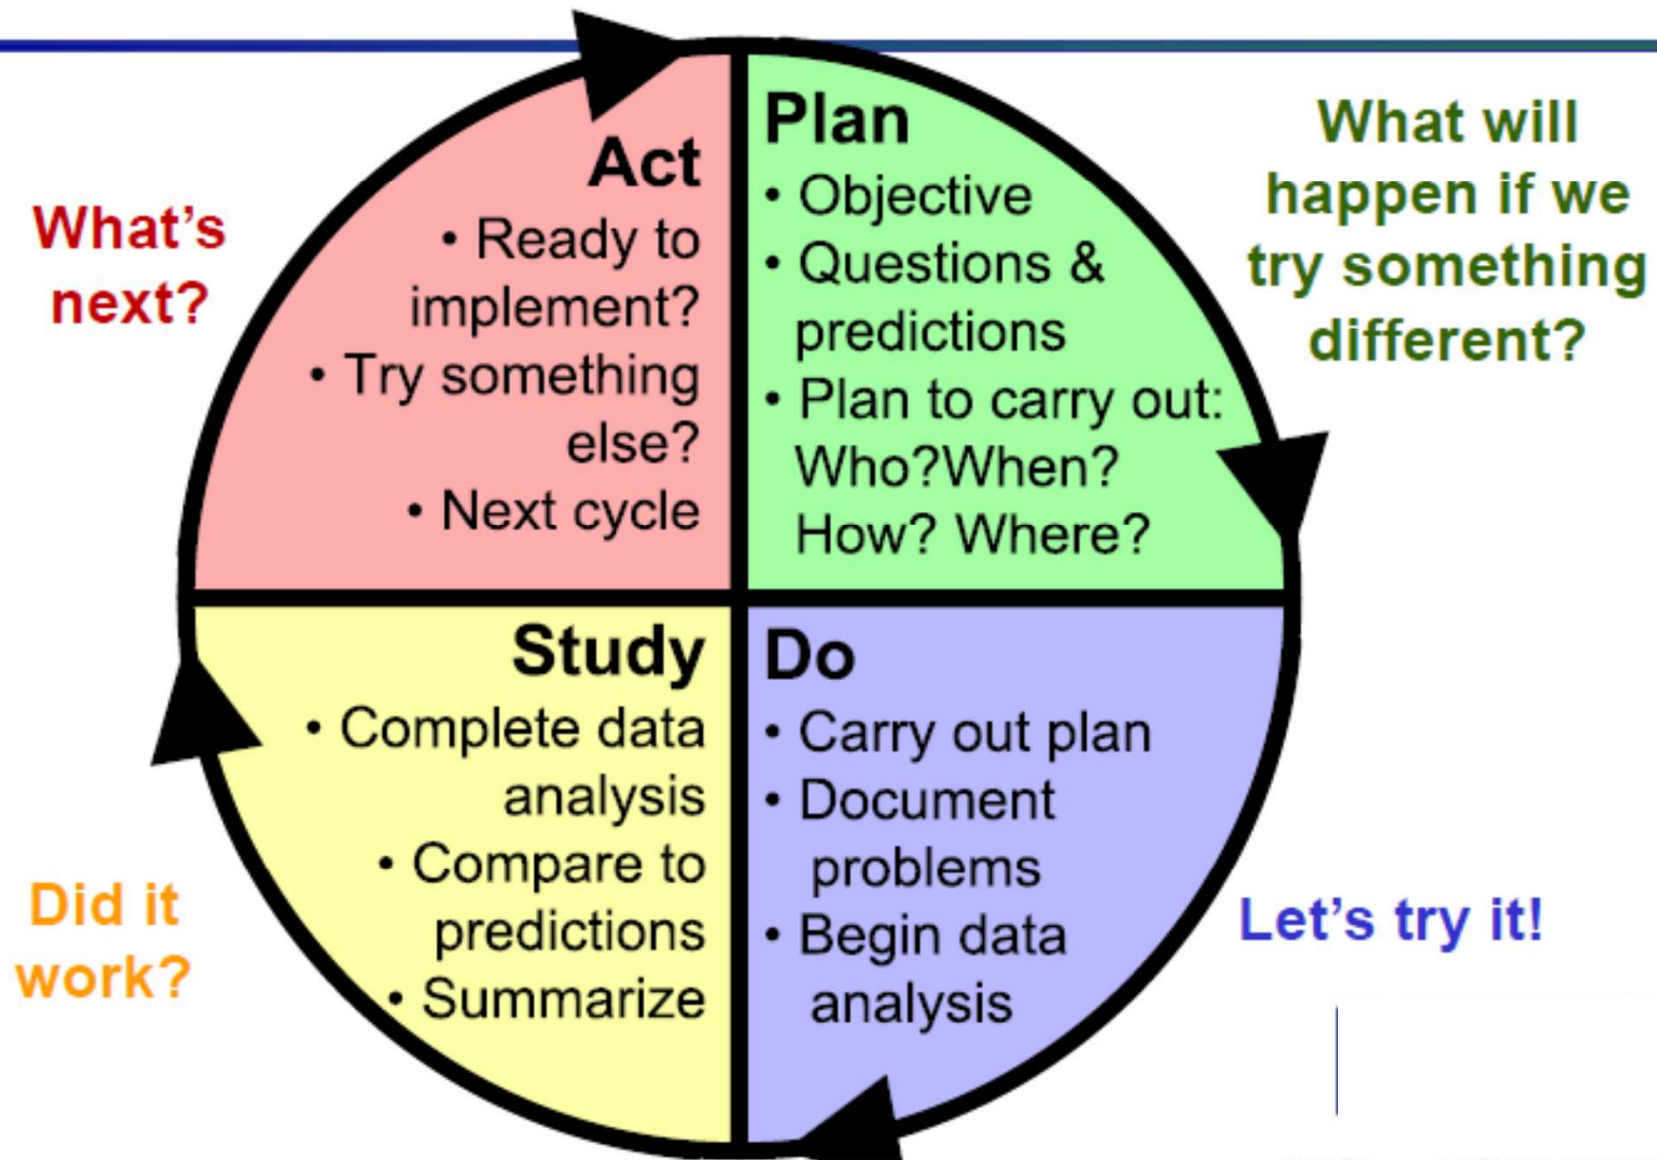 What's
next?
Act
• Ready to
implement?
• Try something
else?
• Next cycle
Plan
• Objective
• Questions &
predictions
• Plan to carry out:
Who?When?
How? Where?
What will
happen if we
try something
different?
Did it
work?
Study
• Complete data
analysis
• Compare to
predictions
• Summarize
Do
• Carry out plan
• Document
problems
• Begin data
analysis
Let's try it!